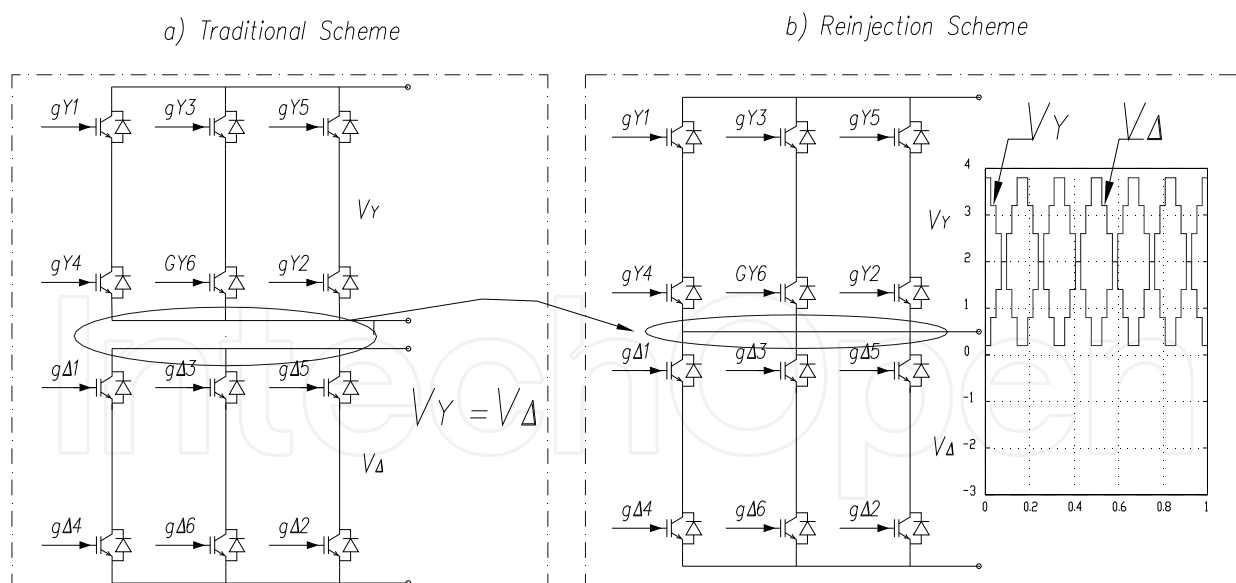 a) Traditional Scheme
b) Reinjection Scheme
gY1 gY3 gY5
VY
gY4 GY6 gY2
gΔ1 gΔ3 gΔ5
VY = VΔ
VΔ
gΔ4 gΔ6 gΔ2
gY1 gY3 gY5
VY
gY4 GY6 gY2
gΔ1 gΔ3 gΔ5
VΔ
gΔ4 gΔ6 gΔ2
VY VΔ
4
3
2
1
0
-1
-2
-3
0 0.2 0.4 0.6 0.8 1
IntechOpen